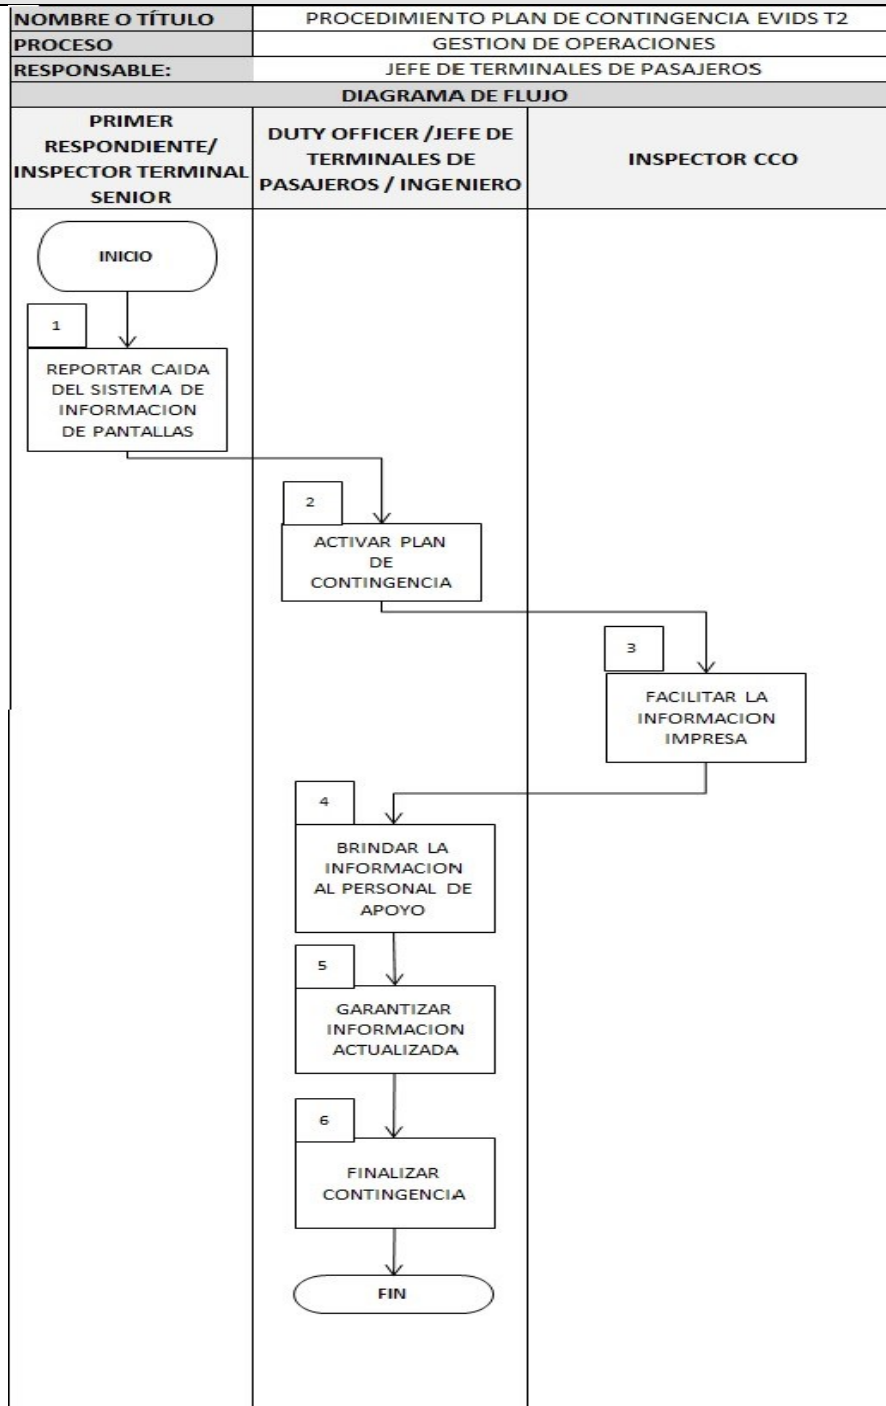 NOMBRE O TÍTULO PROCEDIMIENTO PLAN DE CONTINGENCIA EVIDS T2
PROCESO GESTION DE OPERACIONES
RESPONSABLE: JEFE DE TERMINALES DE PASAJEROS
DIAGRAMA DE FLUJO
PRIMER
RESPONDIENTE/
INSPECTOR TERMINAL
SENIOR
DUTY OFFICER /JEFE DE
TERMINALES DE
PASAJEROS / INGENIERO
INSPECTOR CCO
INICIO
1
REPORTAR CAIDA
DEL SISTEMA DE
INFORMACION
DE PANTALLAS
2
ACTIVAR PLAN
DE
CONTINGENCIA
3
FACILITAR LA
INFORMACION
IMPRESA
4
BRINDAR LA
INFORMACION
AL PERSONAL DE
APOYO
5
GARANTIZAR
INFORMACION
ACTUALIZADA
6
FINALIZAR
CONTINGENCIA
FIN